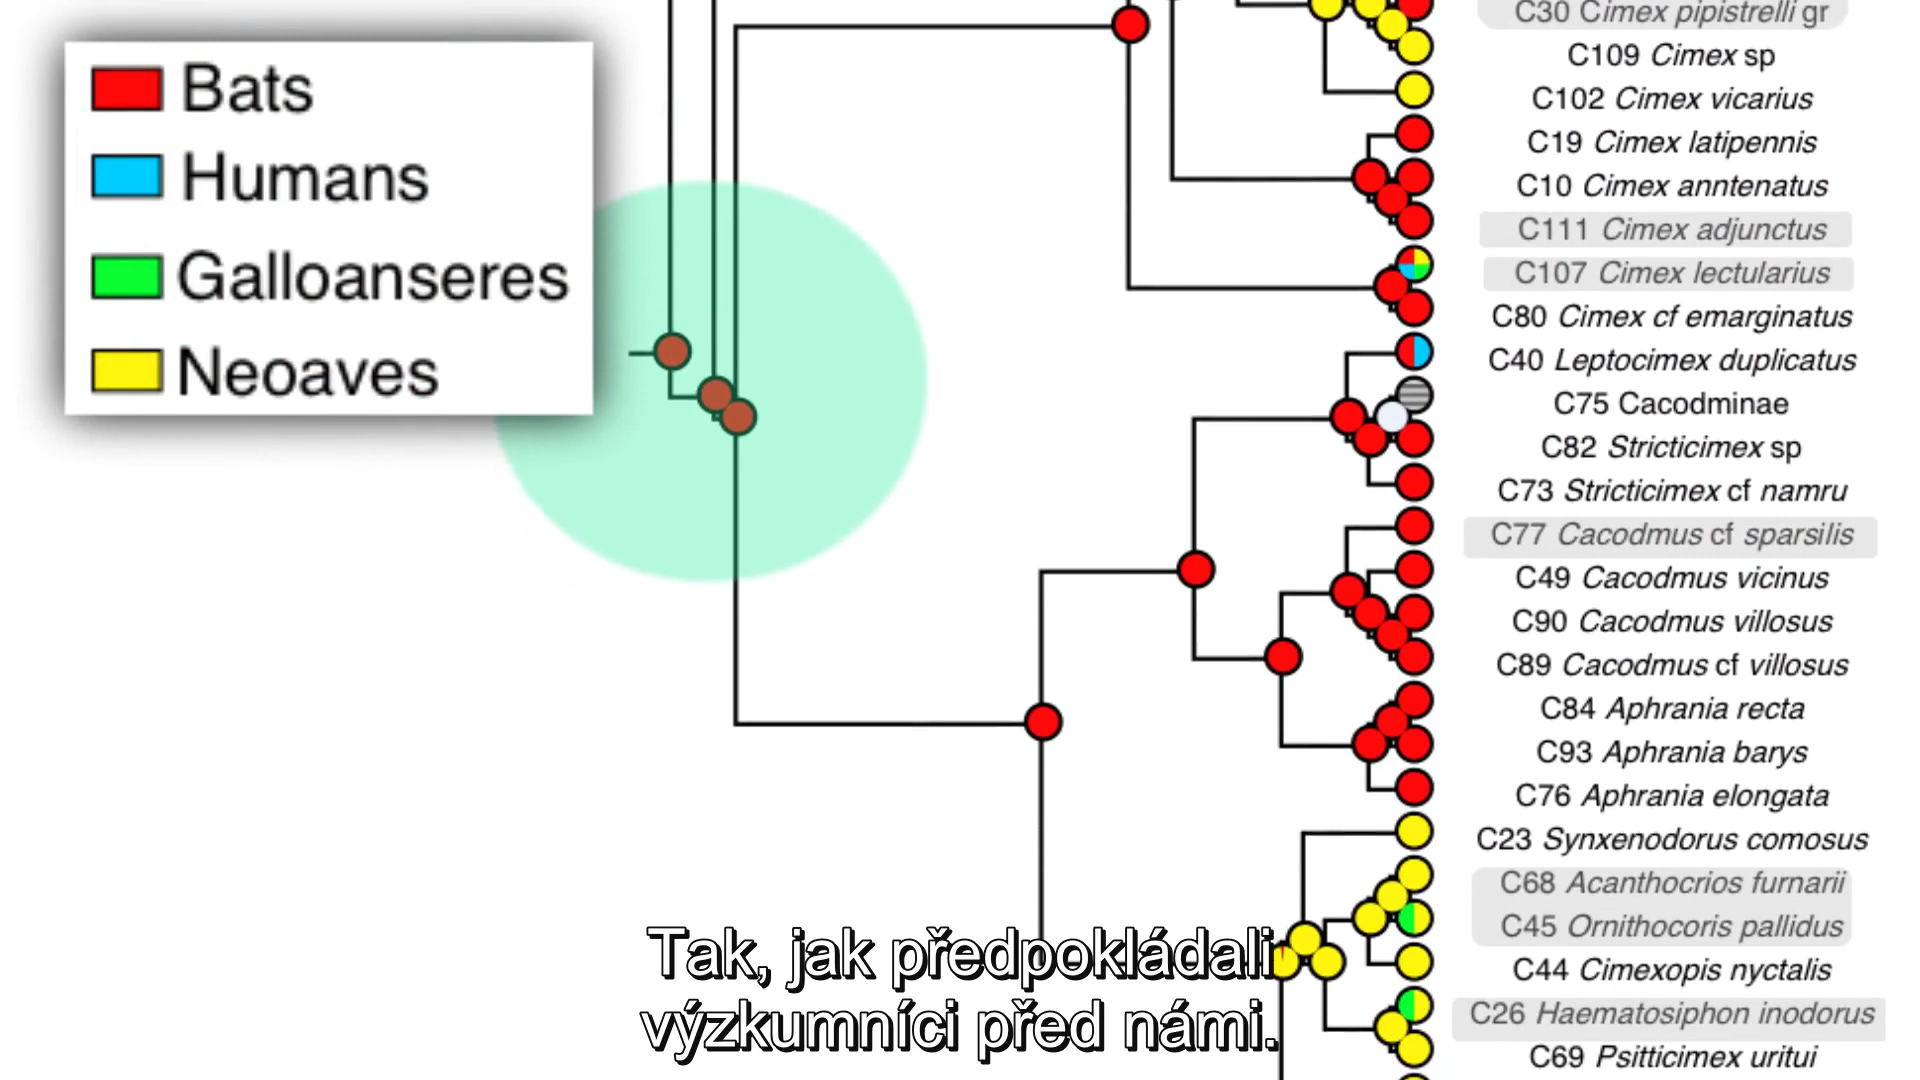 Bats
Humans
Galloanseres
Neoaves
C30 Cimex pipistrelli gr
C109 Cimex sp
C102 Cimex vicarius
C19 Cimex latipennis
C10 Cimex anntenatus
C111 Cimex adjunctus
C107 Cimex lectularius
C80 Cimex cf emarginatus
C40 Leptocimex duplicatus
C75 Cacodminae
C82 Stricticimex sp
C73 Stricticimex cf namru
C77 Cacodmus cf sparsilis
C49 Cacodmus vicinus
C90 Cacodmus villosus
C89 Cacodmus cf villosus
C84 Aphrania recta
C93 Aphrania barys
C76 Aphrania elongata
C23 Synxenodorus comosus
C68 Acanthocrios furnarii
C45 Ornithocoris pallidus
C44 Cimexopis nyctalis
C26 Haematosiphon inodorus
C69 Psitticimex uritui
Tak, jak předpokládali
výzkumníci před námi.